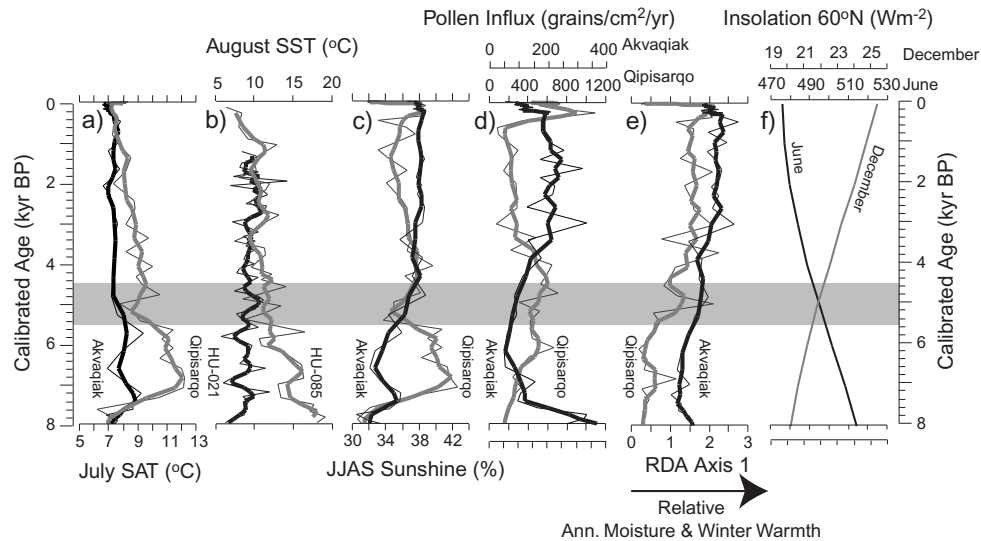 Pollen Influx (grains/cm²/yr)
Insolation 60ᵒN (Wm⁻²)
August SST (ᵒC)
0 200 400 Akvaqiak
19 21 23 25 December
5 7 9 11 13
5 10 15 20
30 34 38 42
Qipisarqo
0 400 800 1200
0 1 2 3
470 490 510 530 June
0 2 4 6 8
Calibrated Age (kyr BP)
a)
b)
c)
d)
e)
f)
Akvaqiak
Qipisarqo
HU-021
HU-085
Akvaqiak
Qipisarqo
Akvaqiak
Qipisarqo
Qipisarqo
Akvaqiak
June
December
0 2 4 6 8
Calibrated Age (kyr BP)
July SAT (ᵒC)
JJAS Sunshine (%)
RDA Axis 1
Relative
Ann. Moisture & Winter Warmth